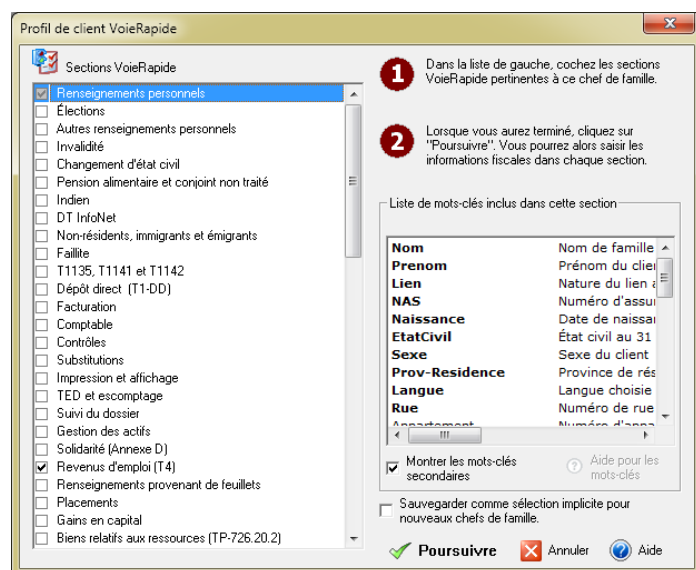 Profil de client VoieRapide
Sections VoieRapide
Renseignements personnels
Élections
Autres renseignements personnels
Invalidité
Changement d'état civil
Pension alimentaire et conjoint non traité
Indien
DT InfoNet
Non-résidents, immigrants et émigrants
Faillite
T1135, T1141 et T1142
Dépôt direct (T1-DD)
Facturation
Comptable
Contrôles
Substitutions
Impression et affichage
TED et escomptage
Suivi du dossier
Gestion des actifs
Solidarité (Annexe D)
Revenus d'emploi (T4)
Renseignements provenant de feuillets
Placements
Gains en capital
Biens relatifs aux ressources (TP-726.20.2)
1
Dans la liste de gauche, cochez les sections
VoieRapide pertinentes à ce chef de famille.
2
Lorsque vous aurez terminé, cliquez sur
"Poursuivre". Vous pourrez alors saisir les
informations fiscales dans chaque section.
Liste de mots-clés inclus dans cette section
Nom Nom de famille
Prenom Prénom du clie
Lien Nature du lien a
NAS Numéro d'assu
Naissance Date de naissa
EtatCivil État civil au 31
Sexe Sexe du client
Prov-Residence Province de rés
Langue Langue choisie
Rue Numéro de rue
Appartement Numéro d'appa
Montrer les mots-clés
secondaires
? Aide pour les
mots-clés
Sauvegarder comme sélection implicite pour
nouveaux chefs de famille.
Poursuivre Annuler ? Aide